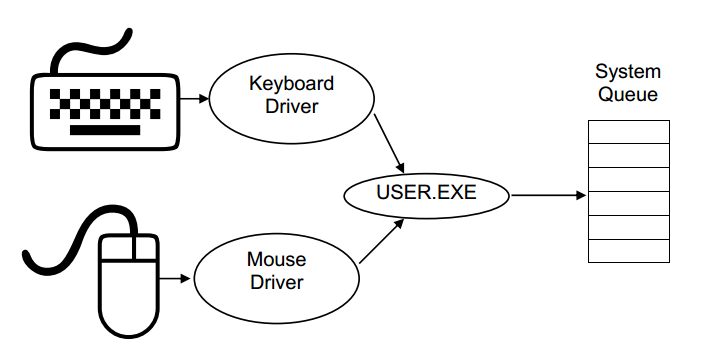 Keyboard
Driver
System
Queue
USER.EXE
Mouse
Driver